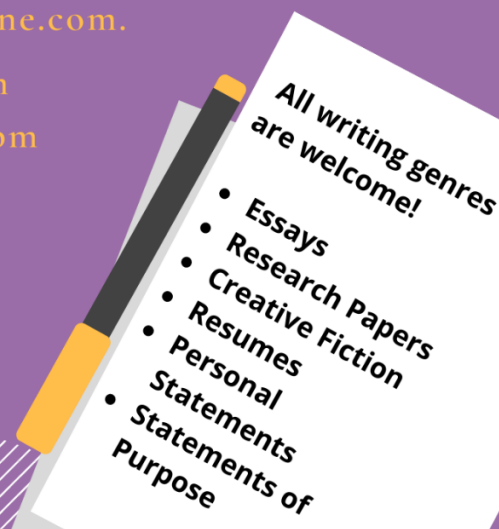 ne.com.
om
All writing genres
are welcome!
• Essays
• Research Papers
• Creative Fiction
• Resumes
• Personal
Statements
• Statements of
Purpose